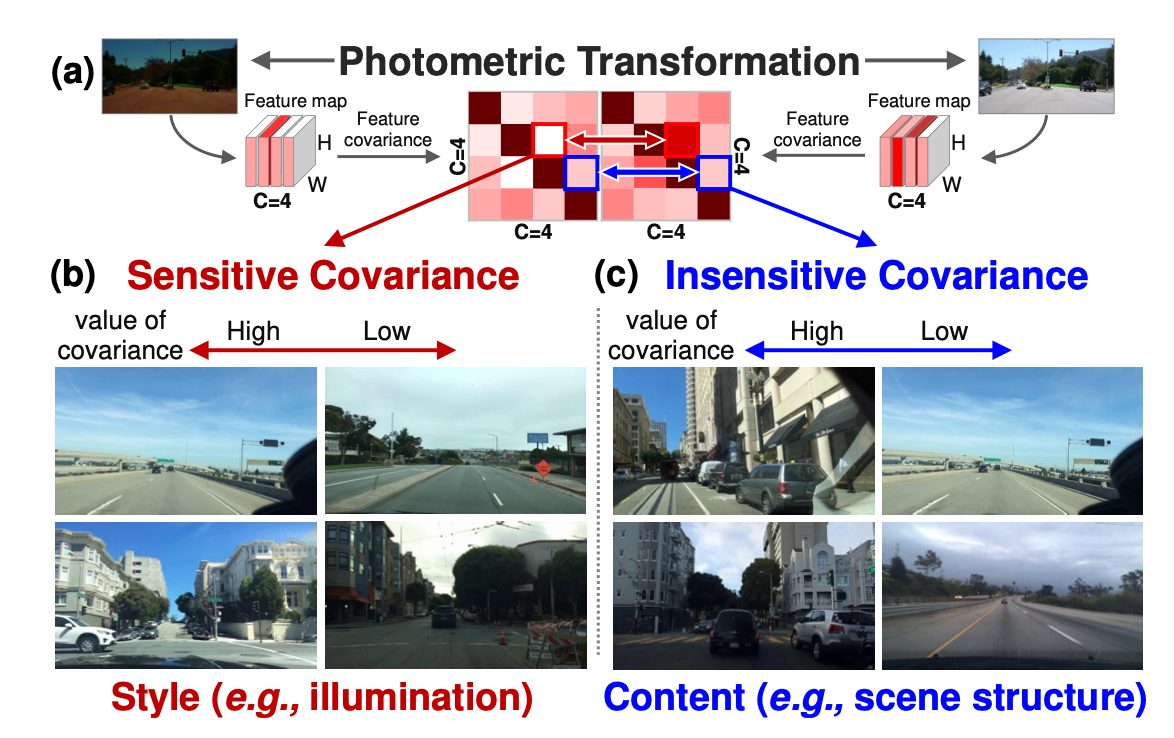 (a)
Photometric Transformation
Feature map
Feature
covariance
H
W
C=4
C=4
C=4
C=4
C=4
Feature
covariance
Feature map
H
W
C=4
(b) Sensitive Covariance
(c) Insensitive Covariance
value of
covariance
High
Low
value of
covariance
High
Low
Style (e.g., illumination)
Content (e.g., scene structure)